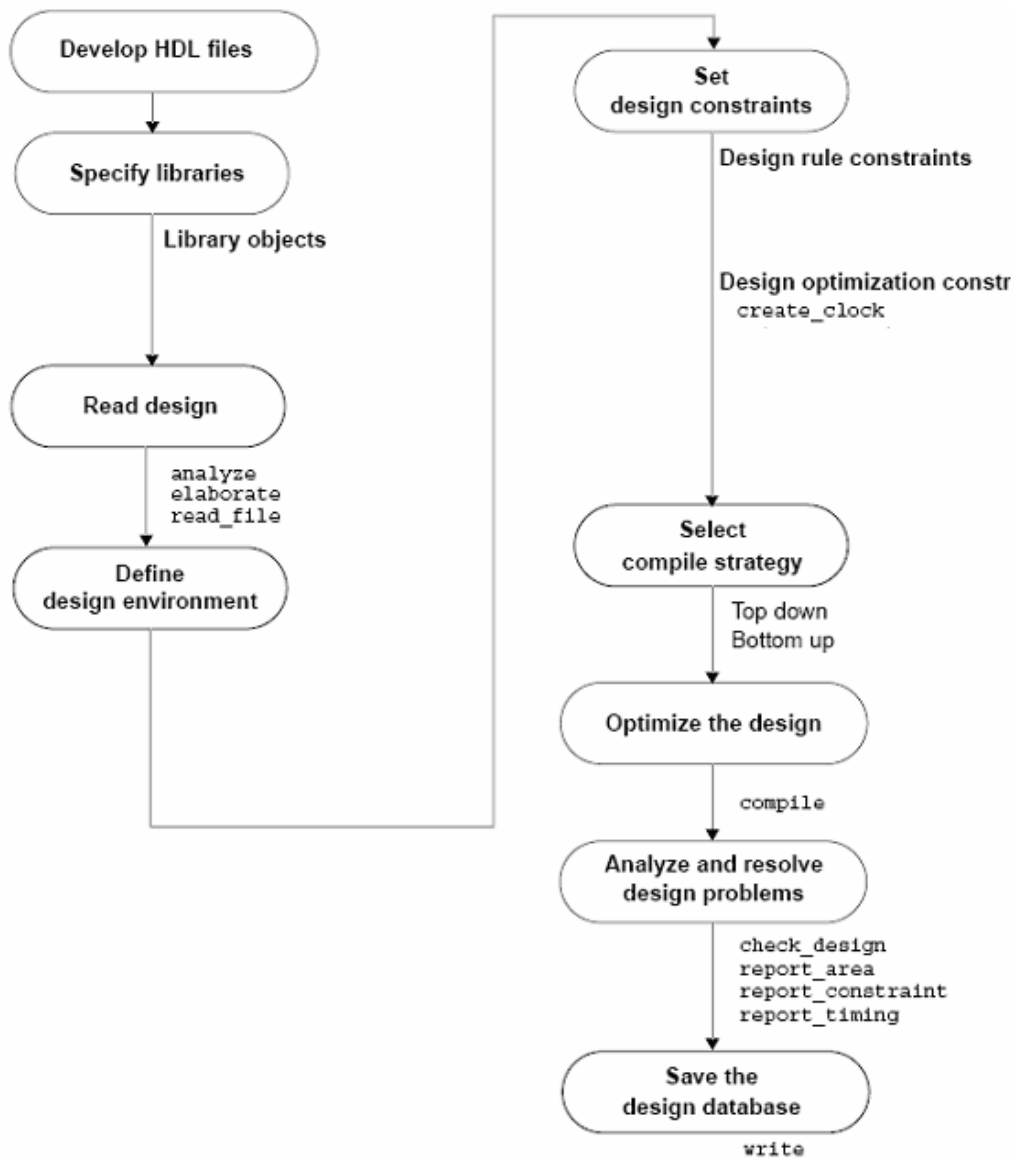 Develop HDL files
Specify libraries
Library objects
Read design
analyze
elaborate
read_file
Define
design environment
Set
design constraints
Design rule constraints
Design optimization constr
create_clock
Select
compile strategy
Top down
Bottom up
Optimize the design
compile
Analyze and resolve
design problems
check_design
report_area
report_constraint
report_timing
Save the
design database
write